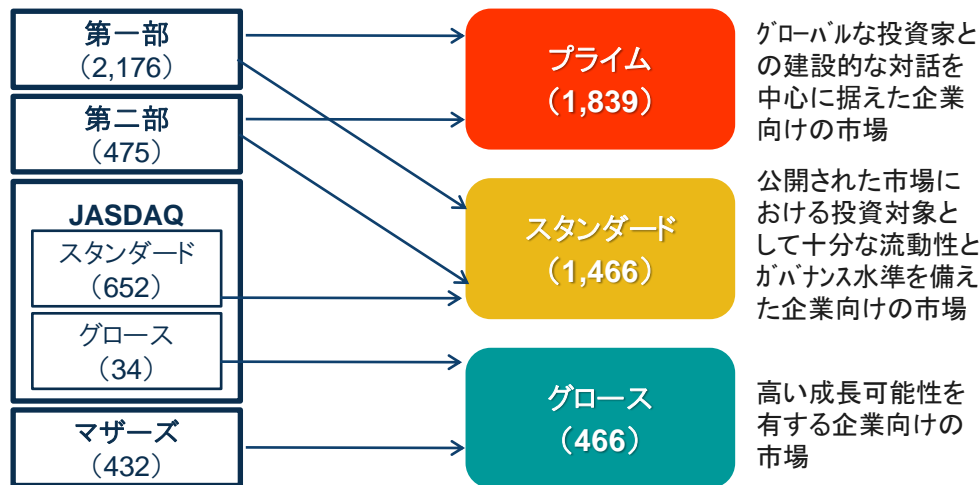 第一部
（2,176）
第二部
（475）
JASDAQ
スタンダード
（652）
グロース
（34）
マザーズ
（432）
プライム
（1,839）
スタンダード
（1,466）
グロース
（466）
ｸﾞﾛｰﾊﾞﾙな投資家と
の建設的な対話を
中心に据えた企業
向けの市場
公開された市場に
おける投資対象と
して十分な流動性と
ｶﾞﾊﾞﾅﾝｽ水準を備え
た企業向けの市場
高い成長可能性を
有する企業向けの
市場